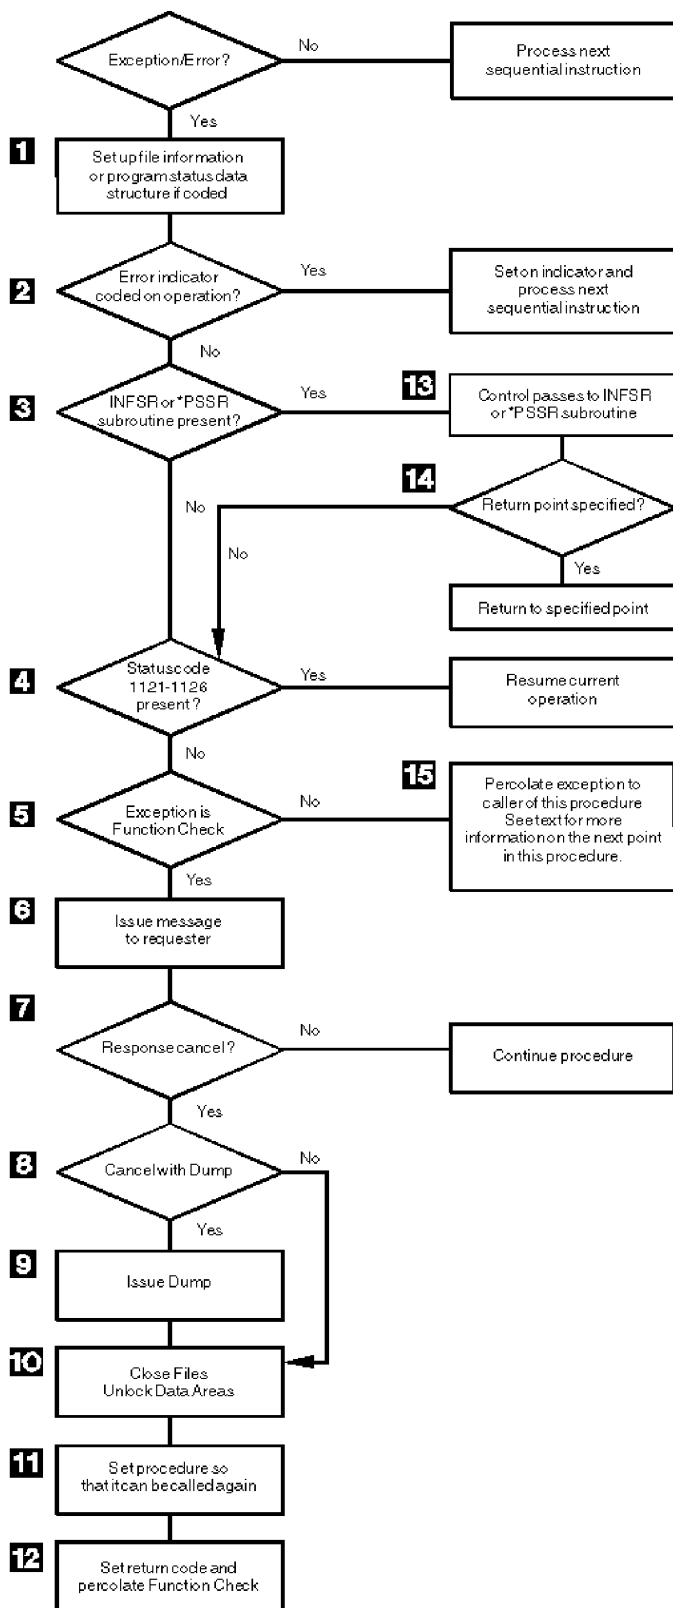 Exception/Error?
No
Process next
sequential instruction
Yes
1
Set up file information
or program status data
structure if coded
2
Error indicator
coded on operation?
Yes
Set on indicator and
process next
sequential instruction
No
3
INFSR or *PSSR
subroutine present?
Yes
13
Control passes to INFSR
or *PSSR subroutine
14
Return point specified?
No
No
Yes
Return to specified point
4
Status code
1121-1126
present?
Yes
Resume current
operation
No
5
Exception is
Function Check
No
15
Percolate exception to
caller of this procedure
See text for more
information on the next point
in this procedure.
Yes
6
Issue message
to requester
7
Response cancel?
No
Continue procedure
Yes
8
Cancel with Dump
No
Yes
9
Issue Dump
10
Close Files
Unlock Data Areas
11
Set procedure so
that it can be called again
12
Set return code and
percolate Function Check